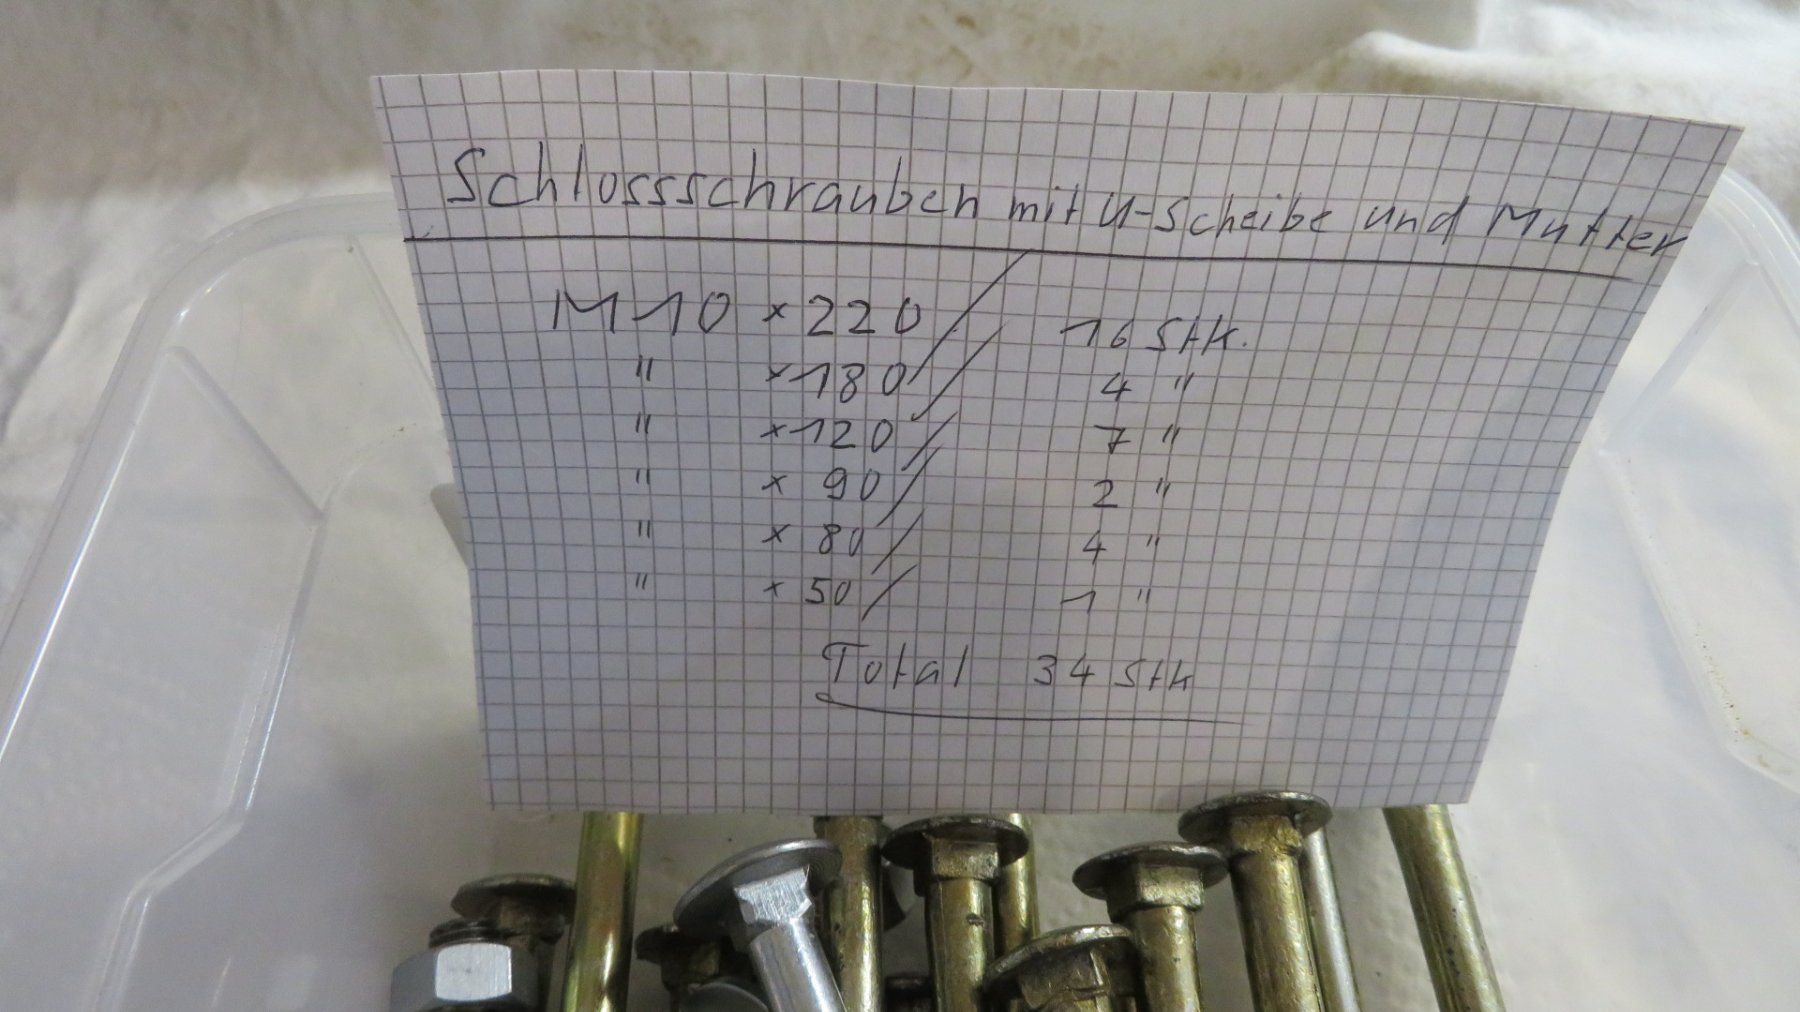 Schlossschrauben mit U-Scheibe und Mutter
M10 × 220 / 16 Stk.
" × 180 / 4 "
" × 120 / 7 "
" × 90 / 2 "
" × 80 / 4 "
" × 50 / 1 "
Total 34 Stk